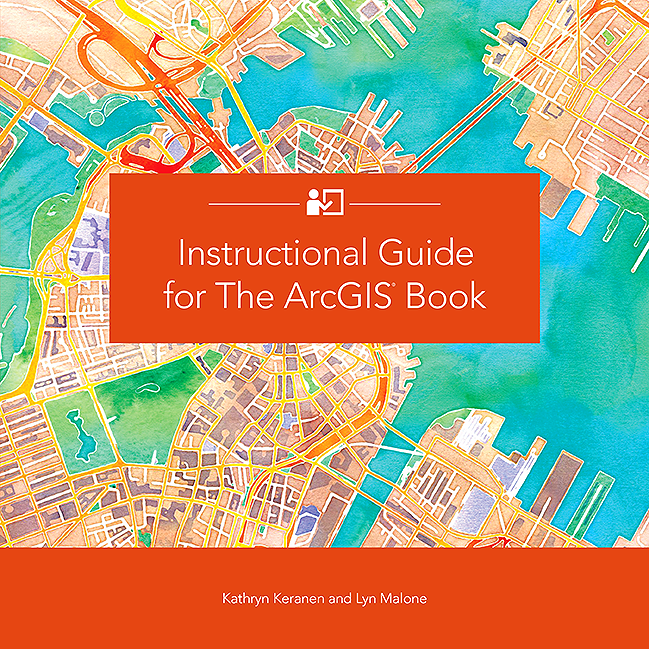 Instructional Guide
for The ArcGIS® Book
Kathryn Keranen and Lyn Malone